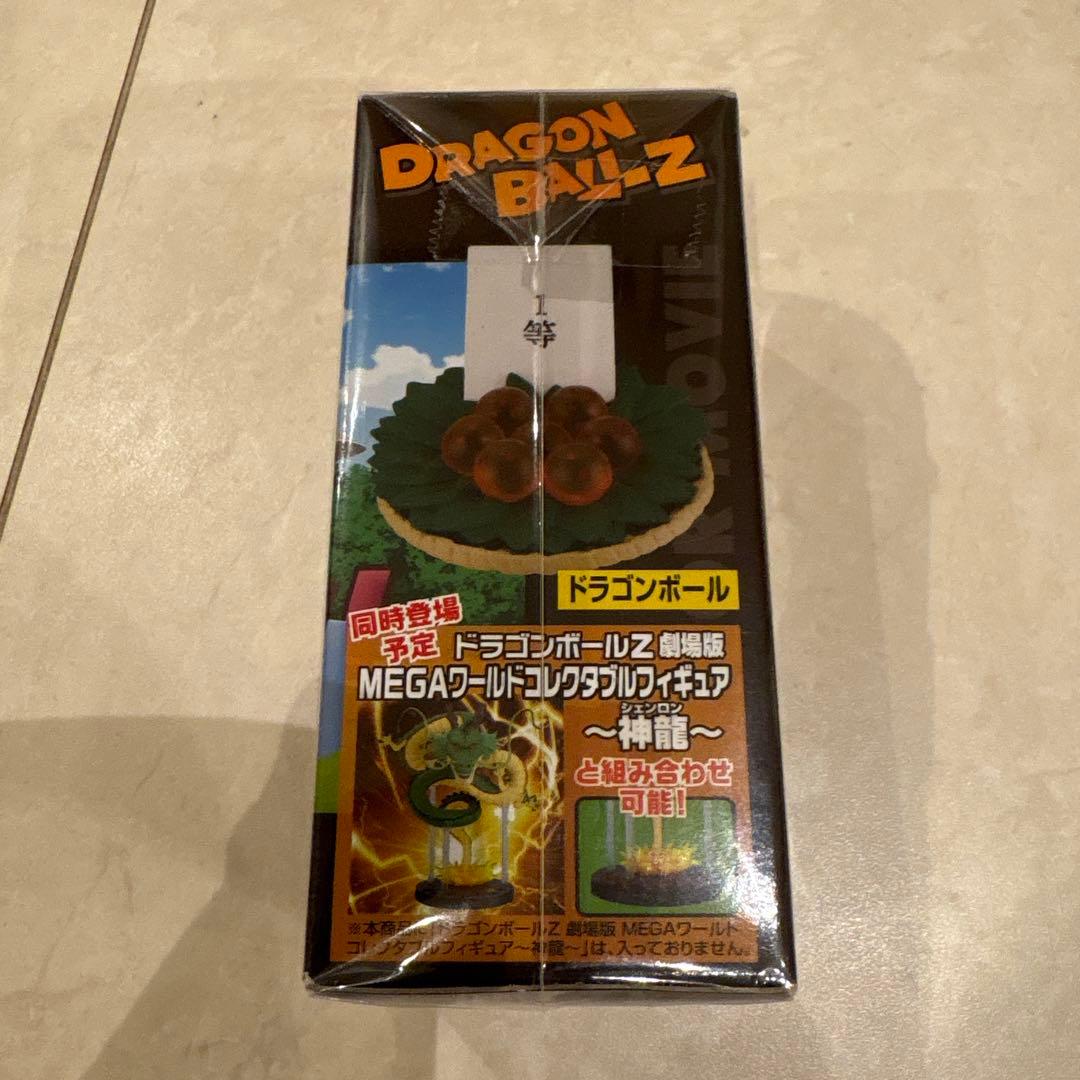 DRAGON
BALL Z
1
等
ドラゴンボール
同時登場
予定
ドラゴンボールZ 劇場版
MEGAワールドコレクタブルフィギュア
シェンロン
〜神龍〜
と組み合わせ
可能!
※本商品に「ドラゴンボールZ 劇場版 MEGAワールド
コレクタブルフィギュア〜神龍〜」は、入っておりません。
MOVIE